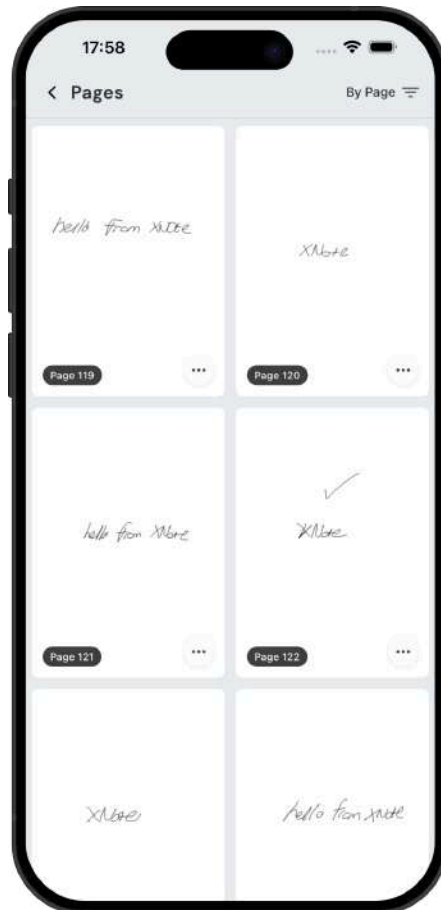 17:58
Pages
By Page
hello from XNote
XNote
Page 119
Page 120
hello from XNote
XNote
Page 121
Page 122
XNote
hello from XNote